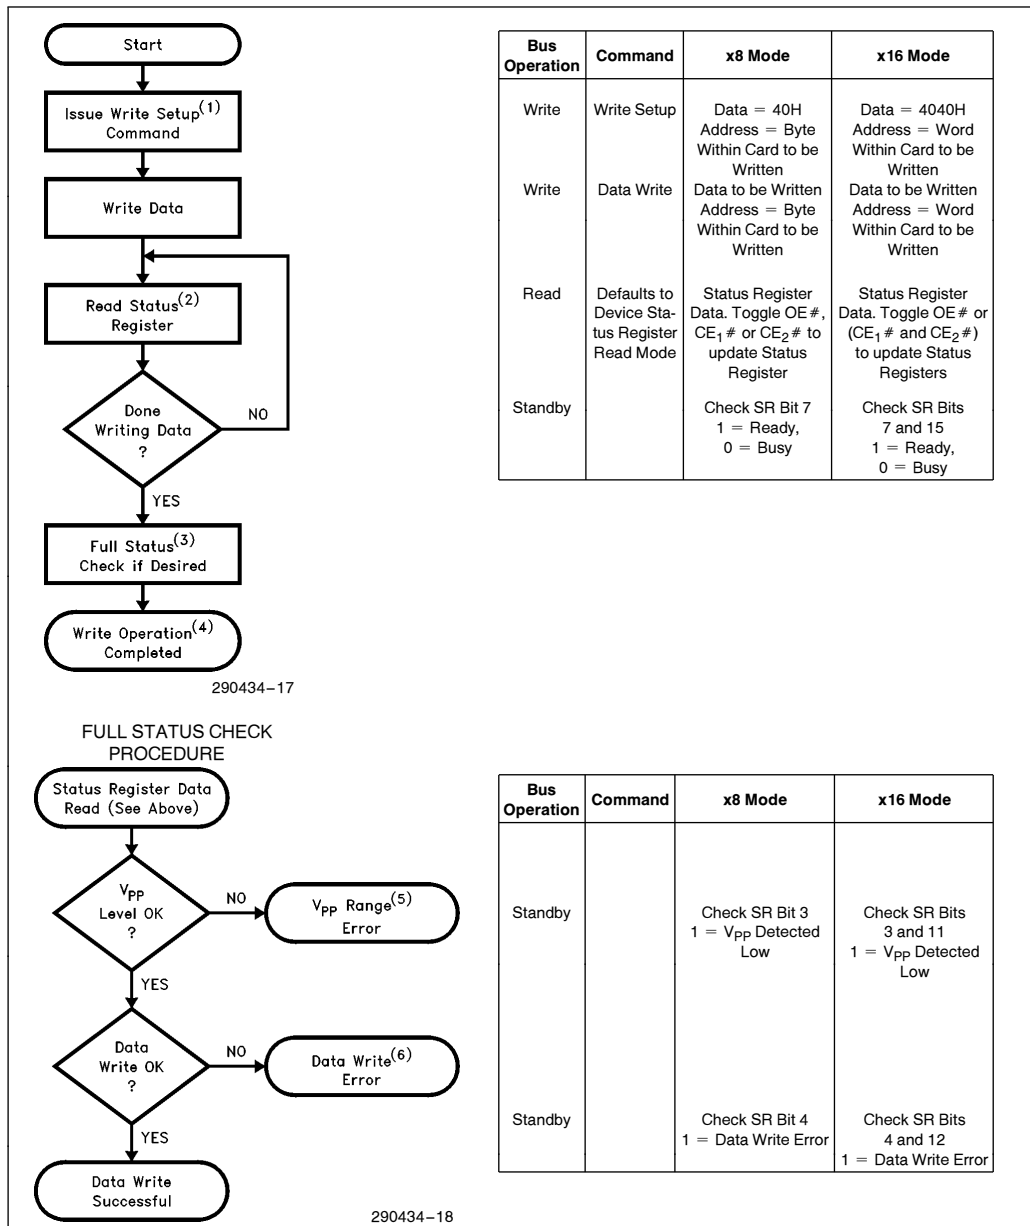 Start
Issue Write Setup(1)
Command
Write Data
Read Status(2)
Register
Done
Writing Data
?
NO
YES
Full Status(3)
Check if Desired
Write Operation(4)
Completed
290434–17
Bus
Operation
Command
x8 Mode
x16 Mode
Write
Write Setup
Data = 40H
Address = Byte
Within Card to be
Written
Data = 4040H
Address = Word
Within Card to be
Written
Write
Data Write
Data to be Written
Address = Byte
Within Card to be
Written
Data to be Written
Address = Word
Within Card to be
Written
Read
Defaults to
Device Sta-
tus Register
Read Mode
Status Register
Data. Toggle OE#,
CE1# or CE2# to
update Status
Register
Status Register
Data. Toggle OE# or
(CE1# and CE2#)
to update Status
Registers
Standby
Check SR Bit 7
1 = Ready,
0 = Busy
Check SR Bits
7 and 15
1 = Ready,
0 = Busy
FULL STATUS CHECK
PROCEDURE
Status Register Data
Read (See Above)
VPP
Level OK
?
NO
VPP Range(5)
Error
YES
Data
Write OK
?
NO
Data Write(6)
Error
YES
Data Write
Successful
290434–18
Bus
Operation
Command
x8 Mode
x16 Mode
Standby
Check SR Bit 3
1 = VPP Detected
Low
Check SR Bits
3 and 11
1 = VPP Detected
Low
Standby
Check SR Bit 4
1 = Data Write Error
Check SR Bits
4 and 12
1 = Data Write Error